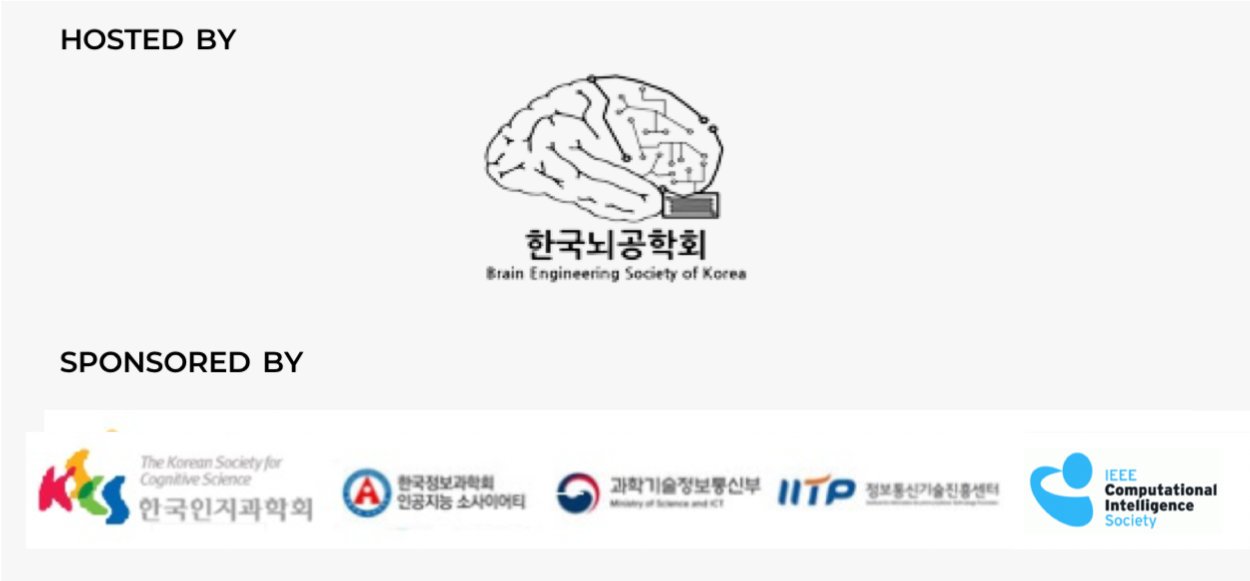 HOSTED BY
한국뇌공학회
Brain Engineering Society of Korea
SPONSORED BY
KCS
The Korean Society for
Cognitive Science
한국인지과학회
한국정보과학회
인공지능 소사이어티
과학기술정보통신부
Ministry of Science and ICT
IITP
정보통신기술진흥센터
IEEE
Computational
Intelligence
Society